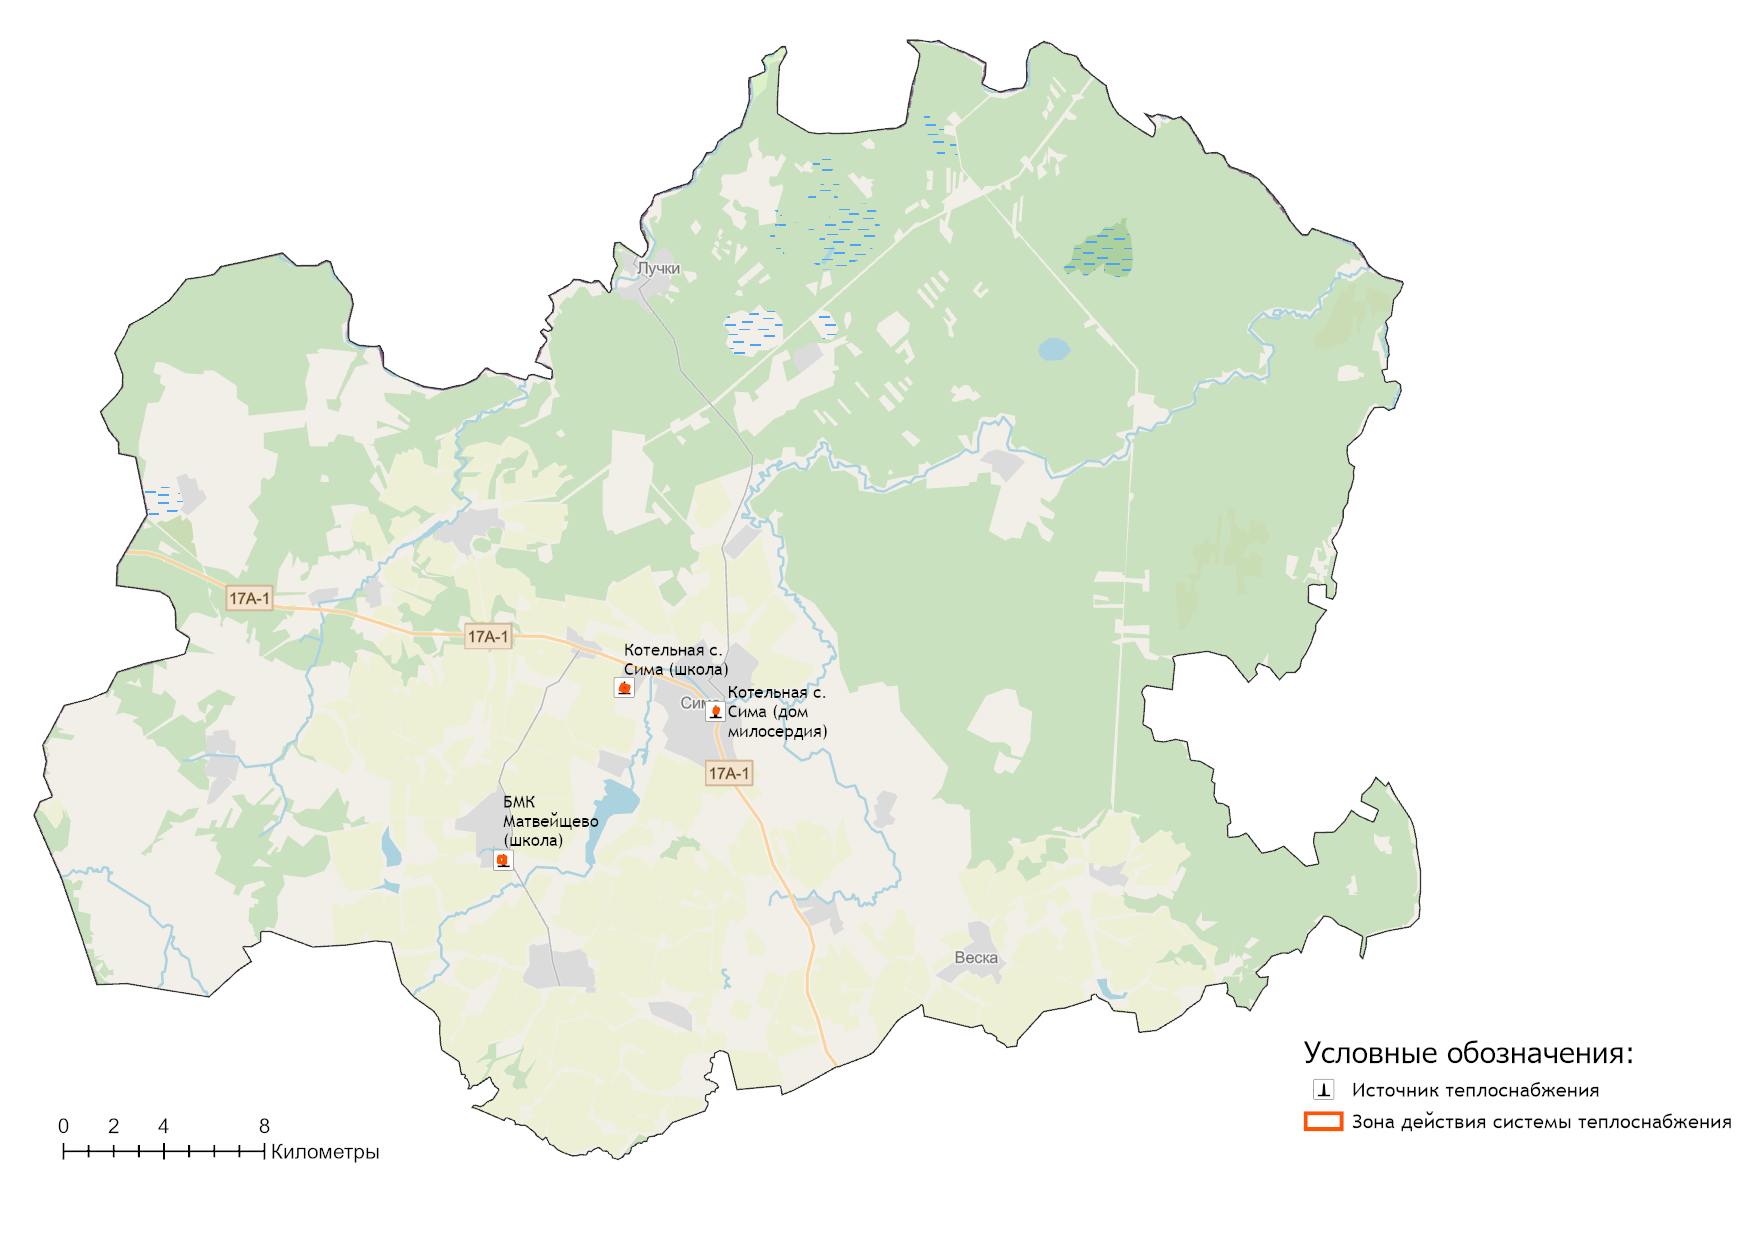 Лучки
17А-1
17А-1
Котельная с.
Сима (школа)
Сима
Котельная с.
Сима (дом
милосердия)
17А-1
БМК
Матвейщево
(школа)
Веска
Условные обозначения:
Источник теплоснабжения
Зона действия системы теплоснабжения
0 2 4 8
Километры